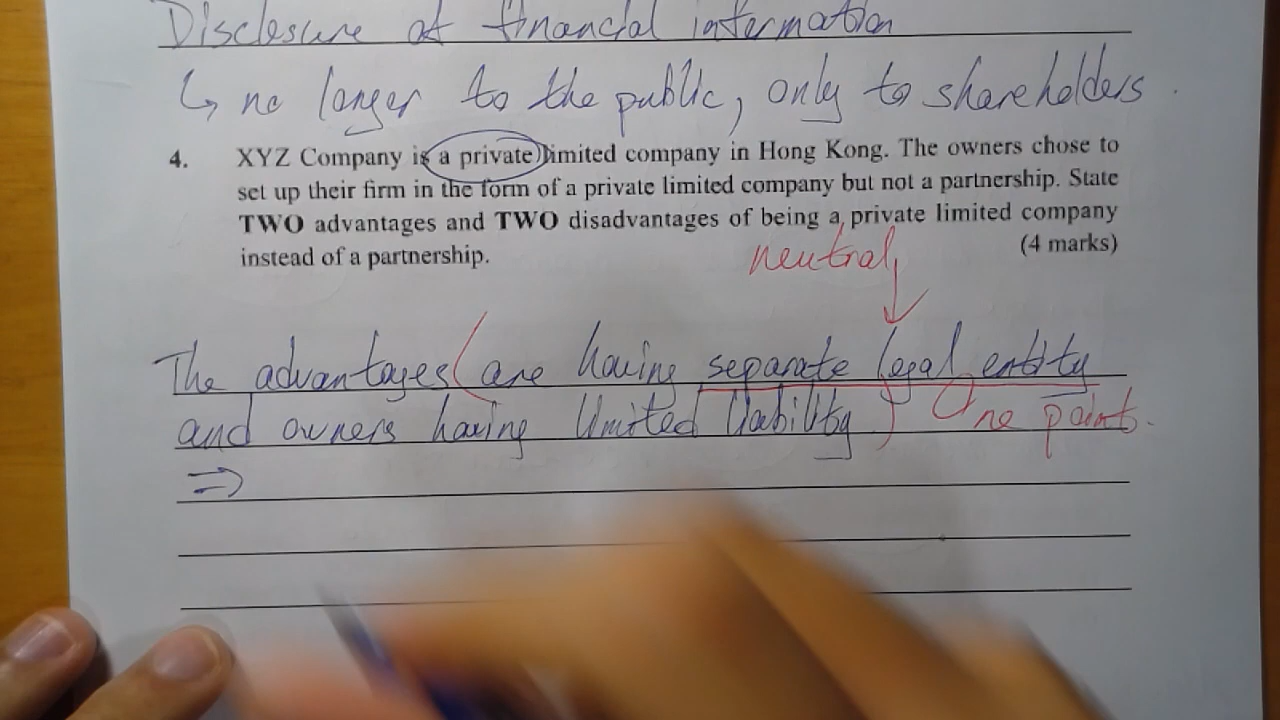 Disclosure of financial information
↳ no longer to the public, only to shareholders
4. XYZ Company is a private limited company in Hong Kong. The owners chose to
set up their firm in the form of a private limited company but not a partnership. State
TWO advantages and TWO disadvantages of being a private limited company
instead of a partnership. (4 marks)
neutral
The advantages are having separate legal entity
and owners having limited liability One point.
⇒